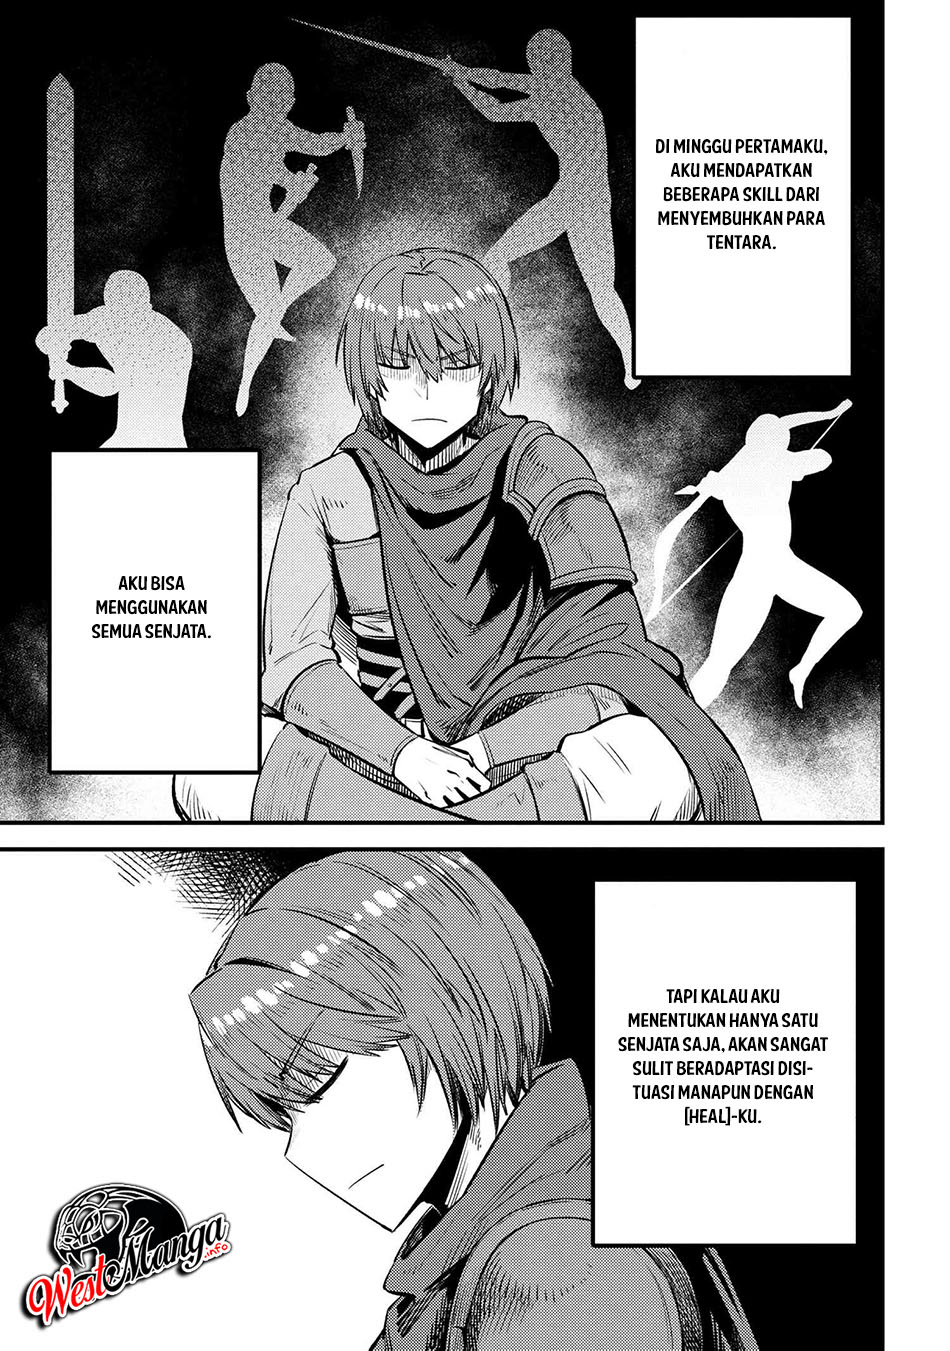 DI MINGGU PERTAMAKU,
AKU MENDAPATKAN
BEBERAPA SKILL DARI
MENYEMBUHKAN PARA
TENTARA.
AKU BISA
MENGGUNAKAN
SEMUA SENJATA.
TAPI KALAU AKU
MENENTUKAN HANYA SATU
SENJATA SAJA, AKAN SANGAT
SULIT BERADAPTASI DISI-
TUASI MANAPUN DENGAN
[HEAL]-KU.
WestManga
.info